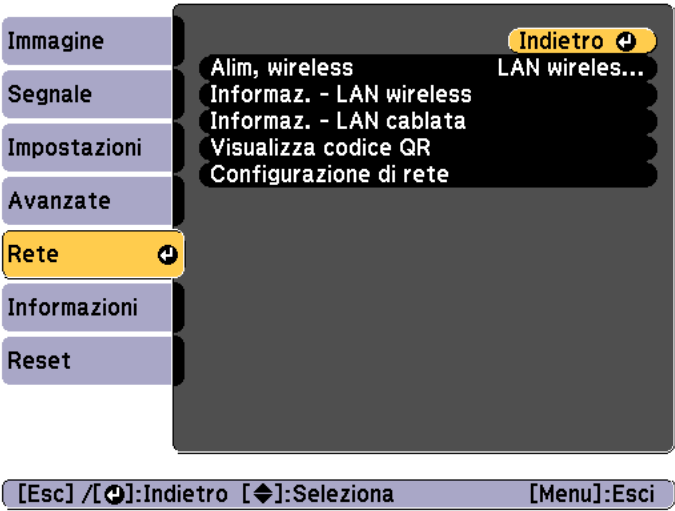 Immagine
Segnale
Impostazioni
Avanzate
Rete
Informazioni
Reset
Indietro
Alim, wireless LAN wireles...
Informaz. - LAN wireless
Informaz. - LAN cablata
Visualizza codice QR
Configurazione di rete
[Esc] /[⏎]:Indietro [◆]:Seleziona [Menu]:Esci